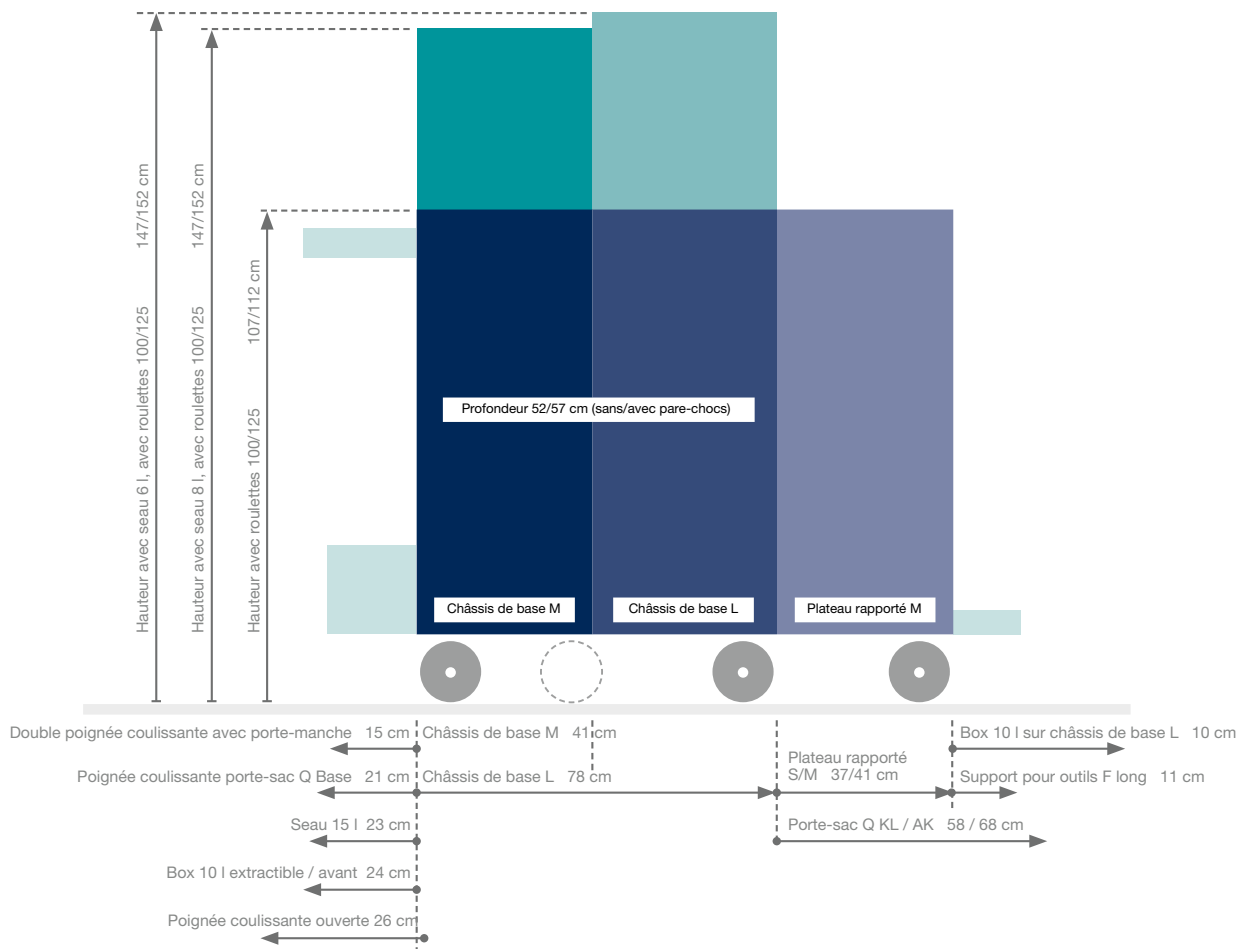 Hauteur avec seau 6 l, avec roulettes 100/125 147/152 cm
Hauteur avec seau 8 l, avec roulettes 100/125 147/152 cm
Hauteur avec roulettes 100/125 107/112 cm
Profondeur 52/57 cm (sans/avec pare-chocs)
Châssis de base M
Châssis de base L
Plateau rapporté M
Double poignée coulissante avec porte-manche 15 cm
Châssis de base M 41 cm
Box 10 l sur châssis de base L 10 cm
Poignée coulissante porte-sac Q Base 21 cm
Châssis de base L 78 cm
Plateau rapporté
S/M 37/41 cm
Support pour outils F long 11 cm
Seau 15 l 23 cm
Porte-sac Q KL / AK 58 / 68 cm
Box 10 l extractible / avant 24 cm
Poignée coulissante ouverte 26 cm